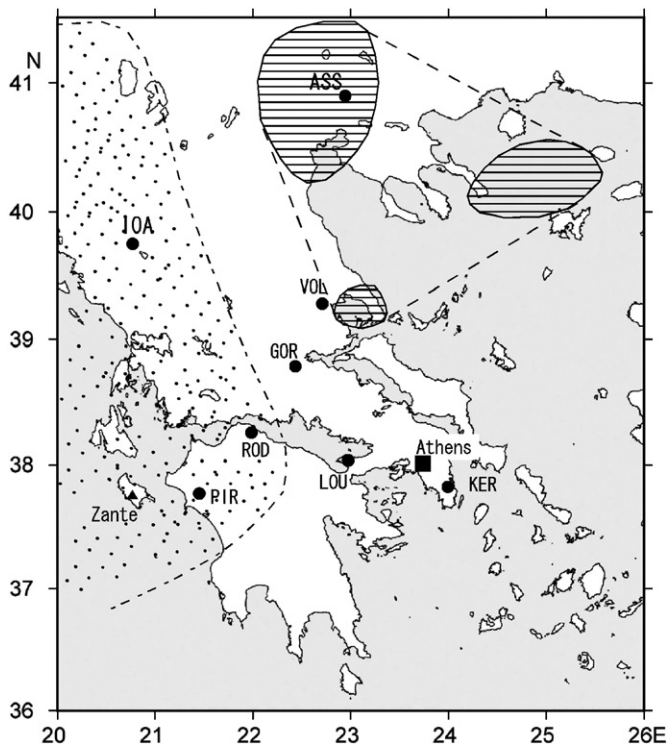 N
41
ASS
40
IOA
VOL
39
GOR
ROD
Athens
38
LOU
KER
PIR
Zante
37
36
20
21
22
23
24
25
26E